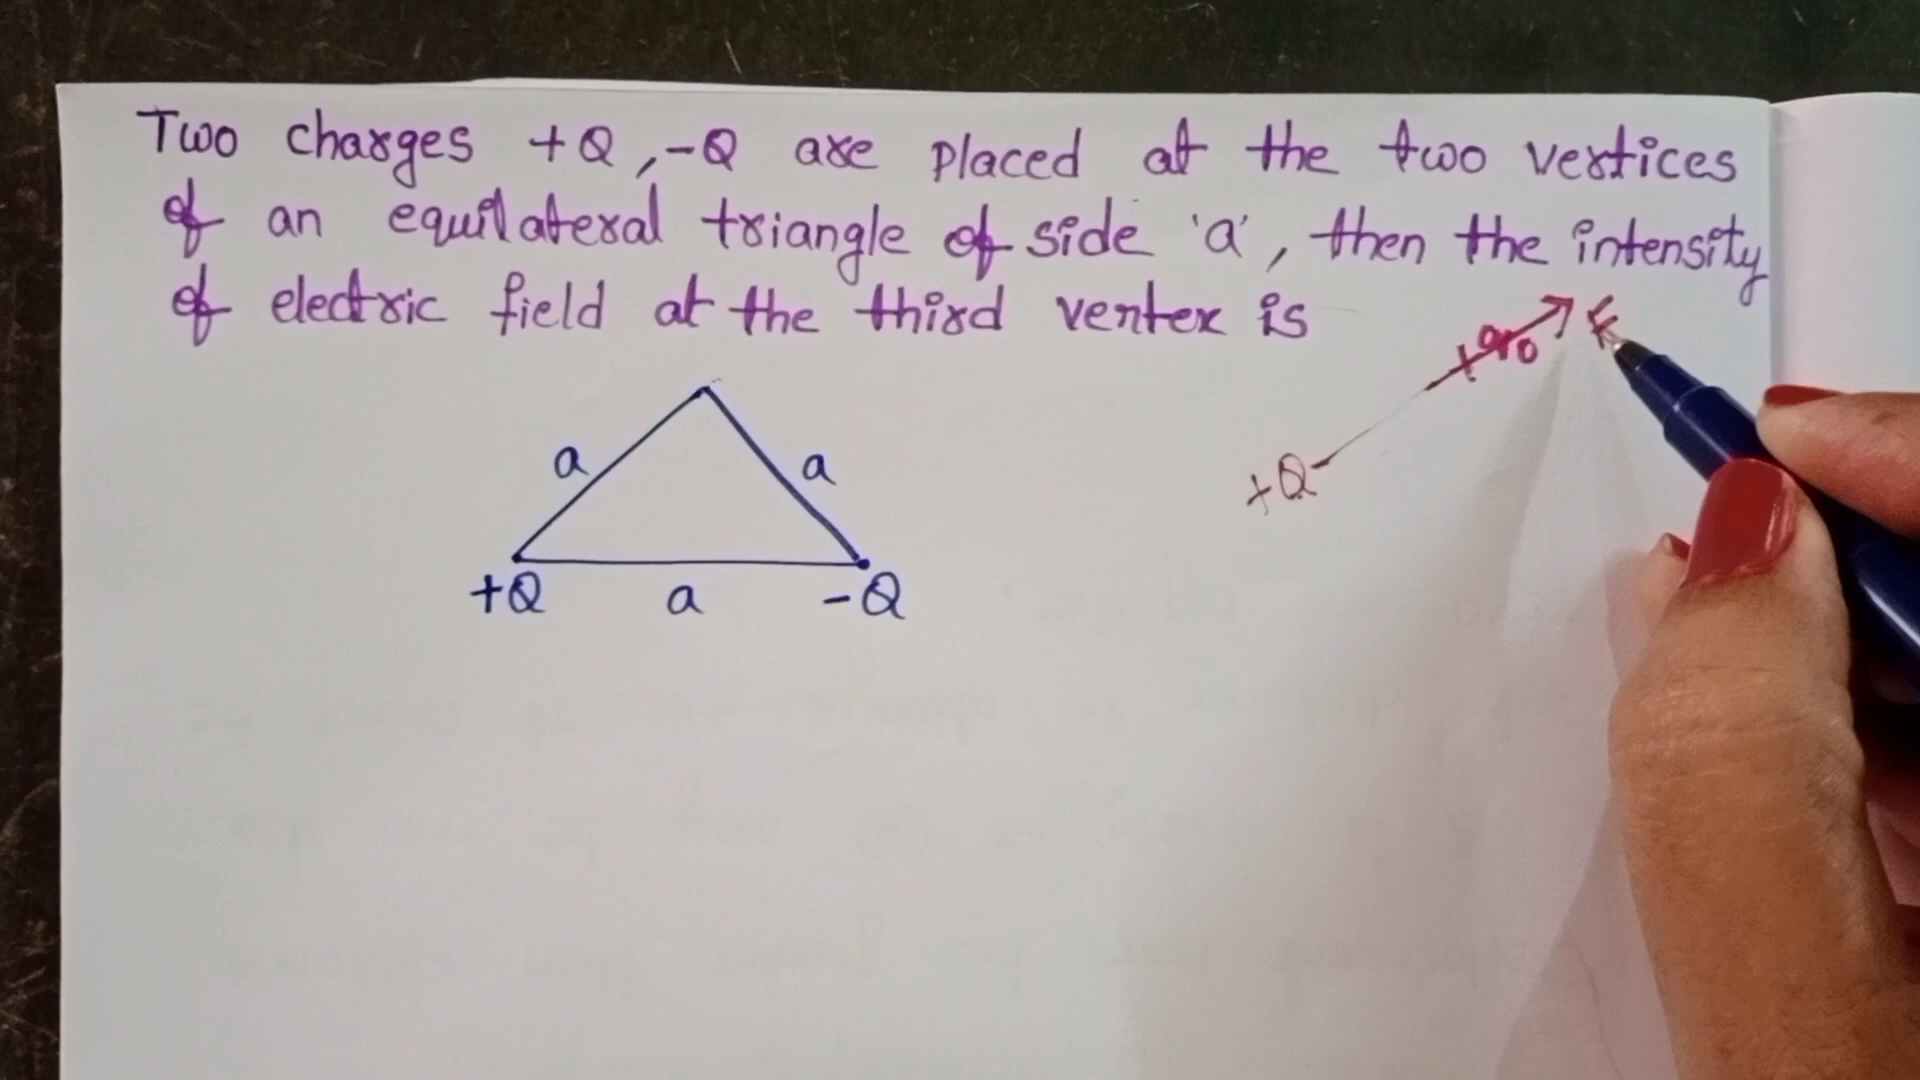 Two charges +Q, -Q are placed at the two vertices
of an equilateral triangle of side 'a', then the intensity
of electric field at the third vertex is
+q₀ E
+Q
a a
+Q a -Q